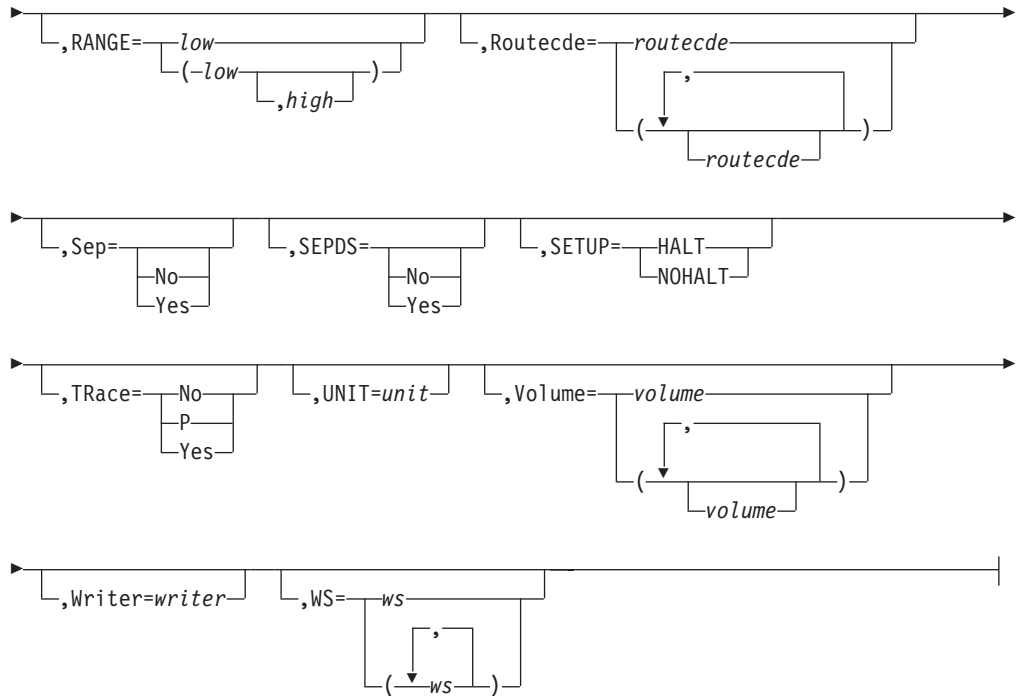 ,RANGE= low ,Routecde= routecde
(low ) ,
,high ( )
routecde
,Sep= ,SEPDS= ,SETUP= HALT
No No NOHALT
Yes Yes
,TRace= No ,UNIT=unit ,Volume= volume
P ,
Yes ( )
volume
,Writer=writer ,WS= ws
,
( ws )